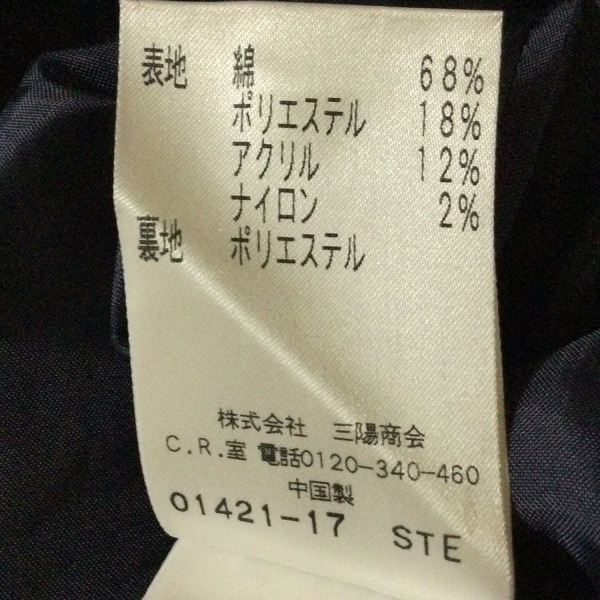 表地 綿 68%
ポリエステル 18%
アクリル 12%
ナイロン 2%
裏地 ポリエステル
株式会社 三陽商会
C.R.室 電話0120-340-460
中国製
01421-17 STE